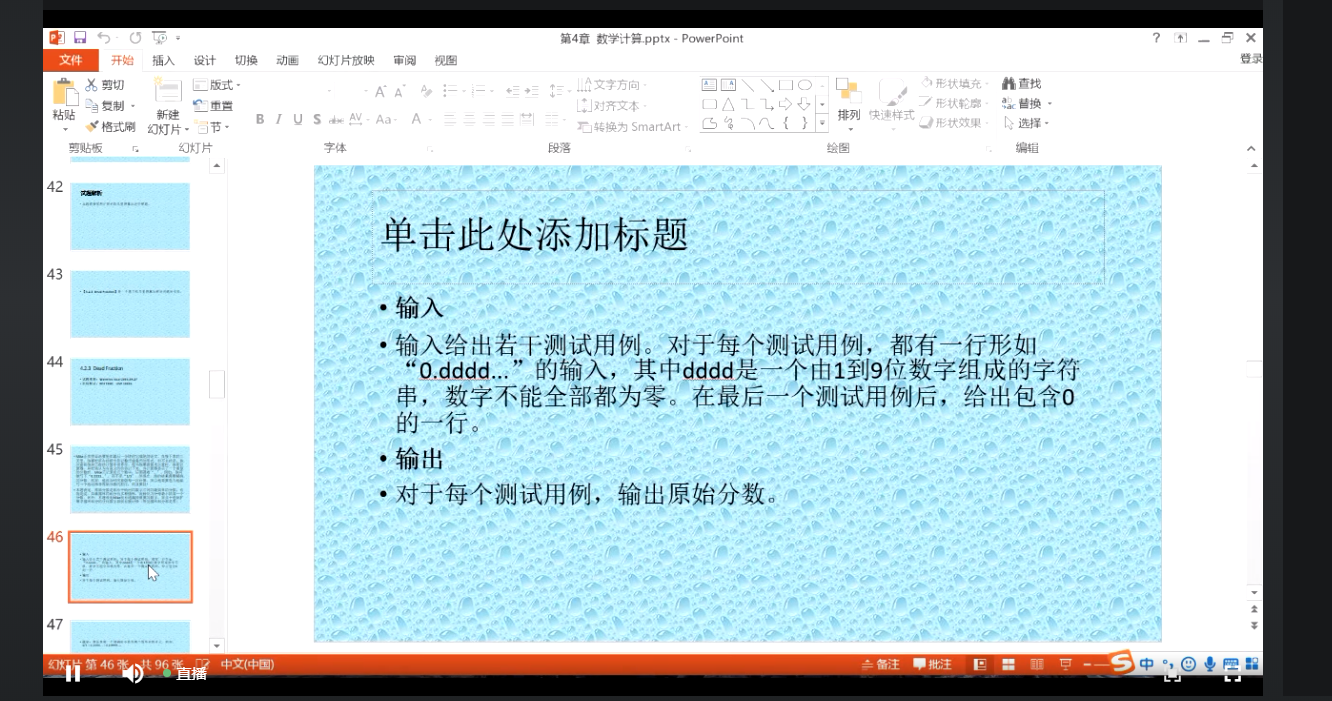 第4章 数学计算.pptx - PowerPoint
?
登录
文件 开始 插入 设计 切换 动画 幻灯片放映 审阅 视图
粘贴
剪切
复制
格式刷
剪贴板
新建
幻灯片
版式
重置
节
幻灯片
B I U S abc AV Aa A
字体
文字方向
对齐文本
转换为 SmartArt
段落
排列
快速样式
形状填充
形状轮廓
形状效果
绘图
查找
替换
选择
编辑
42
试题解析
43
44
4.2.3 Dead Fraction
45
46
47
单击此处添加标题
• 输入
• 输入给出若干测试用例。对于每个测试用例，都有一行形如
“0.dddd...”的输入，其中dddd是一个由1到9位数字组成的字符
串，数字不能全部都为零。在最后一个测试用例后，给出包含0
的一行。
• 输出
• 对于每个测试用例，输出原始分数。
幻灯片 第 46 张，共 96 张 中文(中国)
备注 批注
中
直播